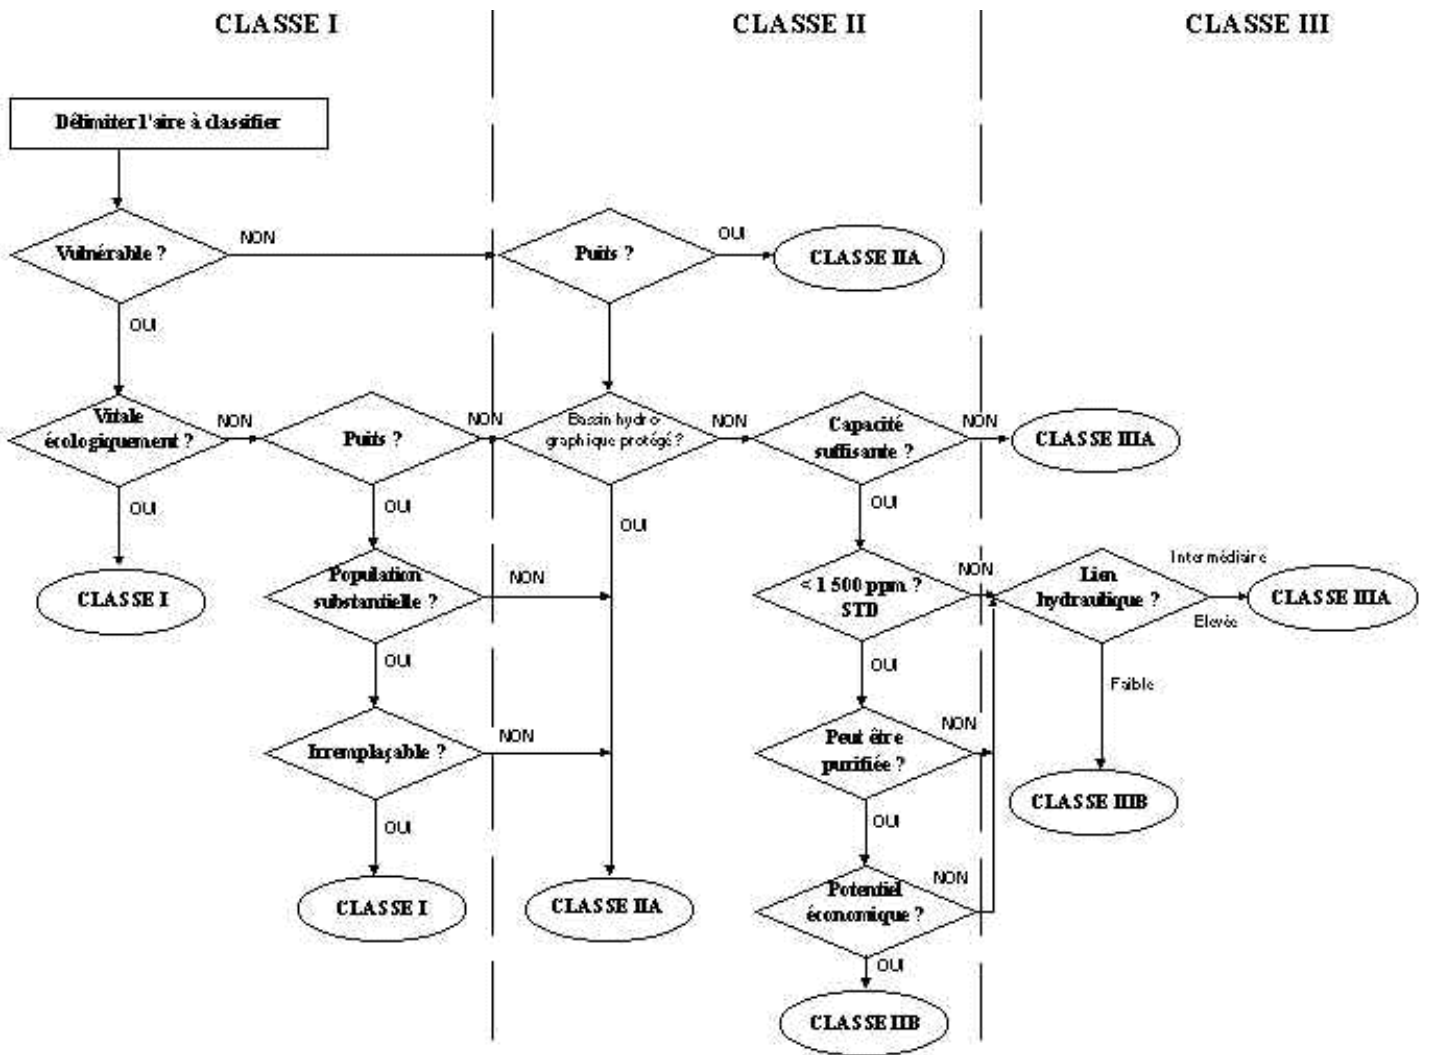 CLASSE I
CLASSE II
CLASSE III
Délimiter l'aire à classifier
Vulnérable ?
NON
Puits ?
OUI
CLASSE IIA
OUI
Vitale
écologiquement ?
NON
Puits ?
NON
Bassin hydro
graphique protégé ?
NON
Capacité
suffisante ?
NON
CLASSE IIIA
OUI
OUI
OUI
OUI
CLASSE I
Population
substantielle ?
NON
< 1 500 ppm ?
STD
NON
Lien
hydraulique ?
Intermédiaire
Elevée
CLASSE IIIA
OUI
OUI
Faible
Irremplaçable ?
NON
Peut être
purifiée ?
NON
CLASSE IIIB
OUI
OUI
CLASSE I
CLASSE IIA
Potentiel
économique ?
NON
OUI
CLASSE IIB